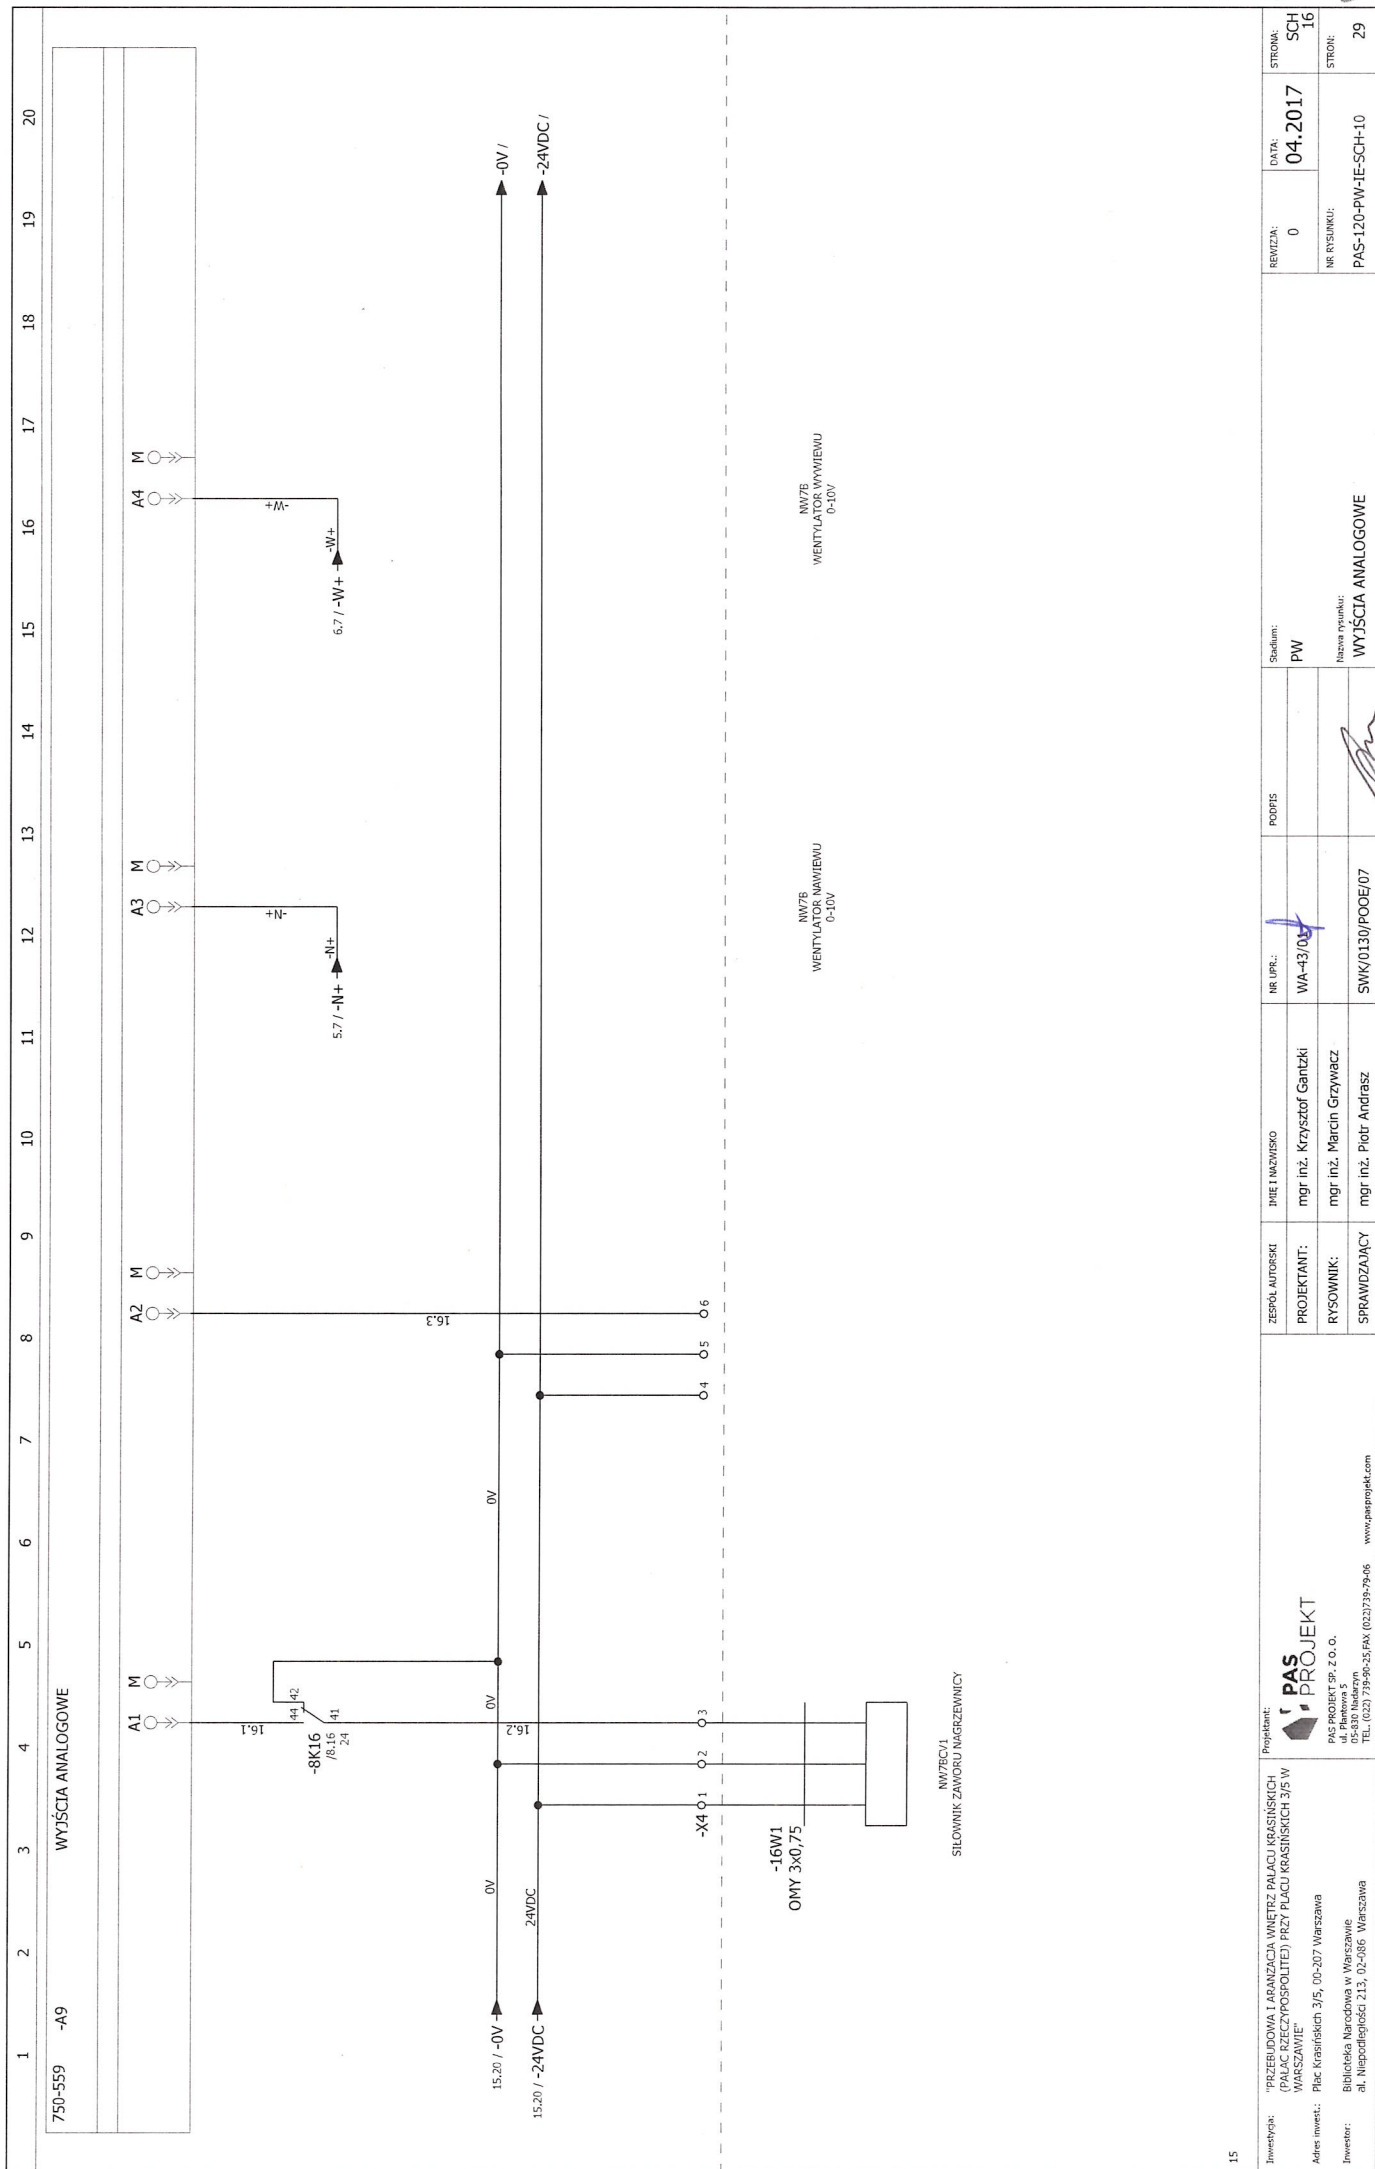 1 2 3 4 5 6 7 8 9 10 11 12 13 14 15 16 17 18 19 20
750-559 -A9 WYJŚCIA ANALOGOWE
A1 M A2 M A3 M A4 M
16.1
44 42
-8K16
/8.16
24
41
16.2
16.3
-N+
5.7 / -N+
-N+
-W+
6.7 / -W+
-W+
15.20 / -0V
0V
0V
0V
-0V /
15.20 / -24VDC
24VDC
-24VDC /
-X4 1 2 3 4 5 6
-16W1
OMY 3x0,75
NW7BCV1
SIŁOWNIK ZAWORU NAGRZEWNICY
NW7B
WENTYLATOR NAWIEWU
0-10V
NW7B
WENTYLATOR WYWIEWU
0-10V
15
Inwestycja:
"PRZEBUDOWA I ARANŻACJA WNĘTRZ PAŁACU KRASIŃSKICH
(PAŁAC RZECZYPOSPOLITEJ) PRZY PLACU KRASIŃSKICH 3/5 W
WARSZAWIE"
Adres inwest.: Plac Krasińskich 3/5, 00-207 Warszawa
Inwestor:
Biblioteka Narodowa w Warszawie
al. Niepodległości 213, 02-086 Warszawa
Projektant:
PAS
PROJEKT
PAS PROJEKT SP. Z O. O.
ul. Plantowa 5
05-830 Nadarzyn
TEL. (022) 739-90-25,FAX (022)739-79-06 www.pasprojekt.com
ZESPÓŁ AUTORSKI IMIĘ I NAZWISKO NR UPR.: PODPIS
PROJEKTANT: mgr inż. Krzysztof Gantzki WA-43/01
RYSOWNIK: mgr inż. Marcin Grzywacz
SPRAWDZAJĄCY mgr inż. Piotr Andrasz SWK/0130/POOE/07
Stadium:
PW
Nazwa rysunku:
WYJŚCIA ANALOGOWE
REWIZJA:
0
DATA:
04.2017
STRONA:
SCH
16
NR RYSUNKU:
PAS-120-PW-IE-SCH-10
STRON:
29